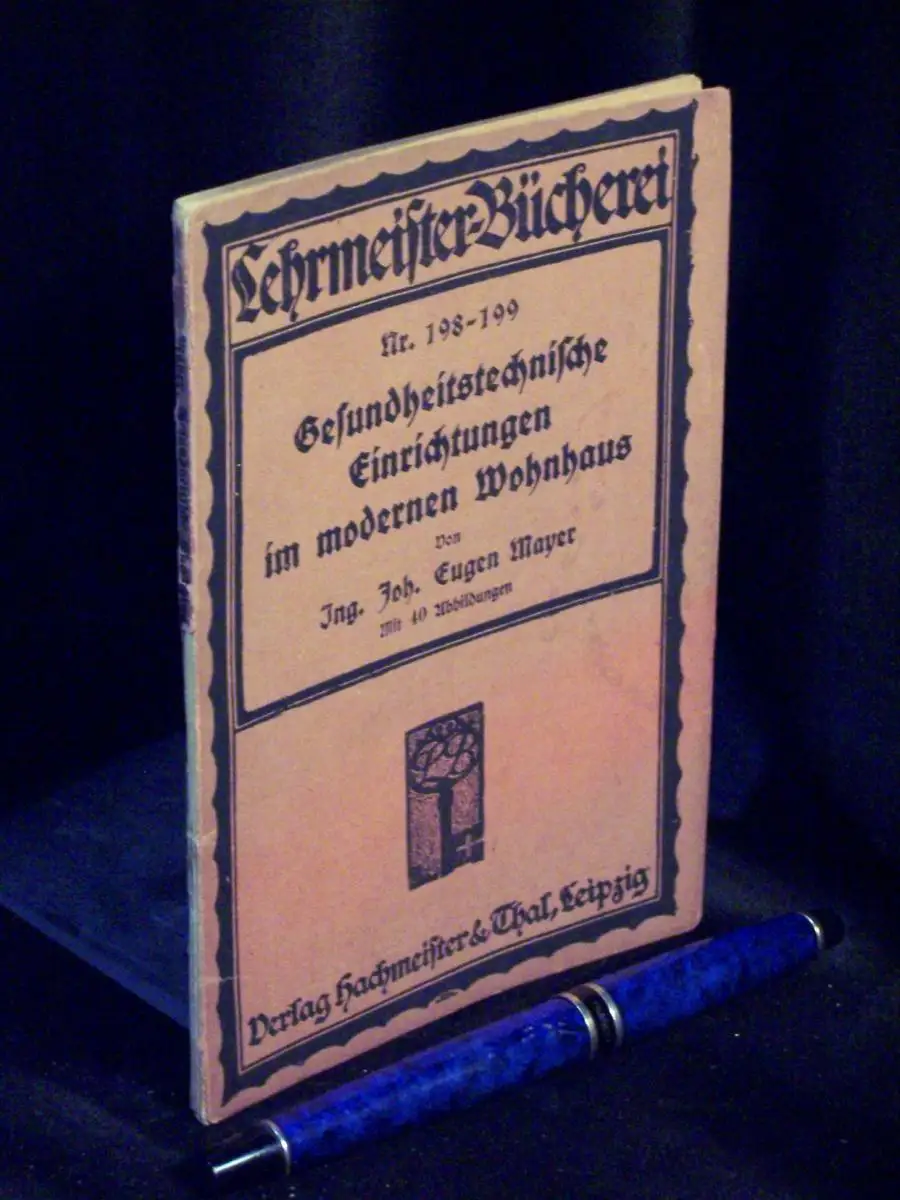 Lehrmeister-Bücherei
Nr. 198-199
Gesundheitstechnische
Einrichtungen
im modernen Wohnhaus
Von
Ing. Joh. Eugen Mayer
Mit 40 Abbildungen
LB
Verlag Hachmeister & Thal, Leipzig